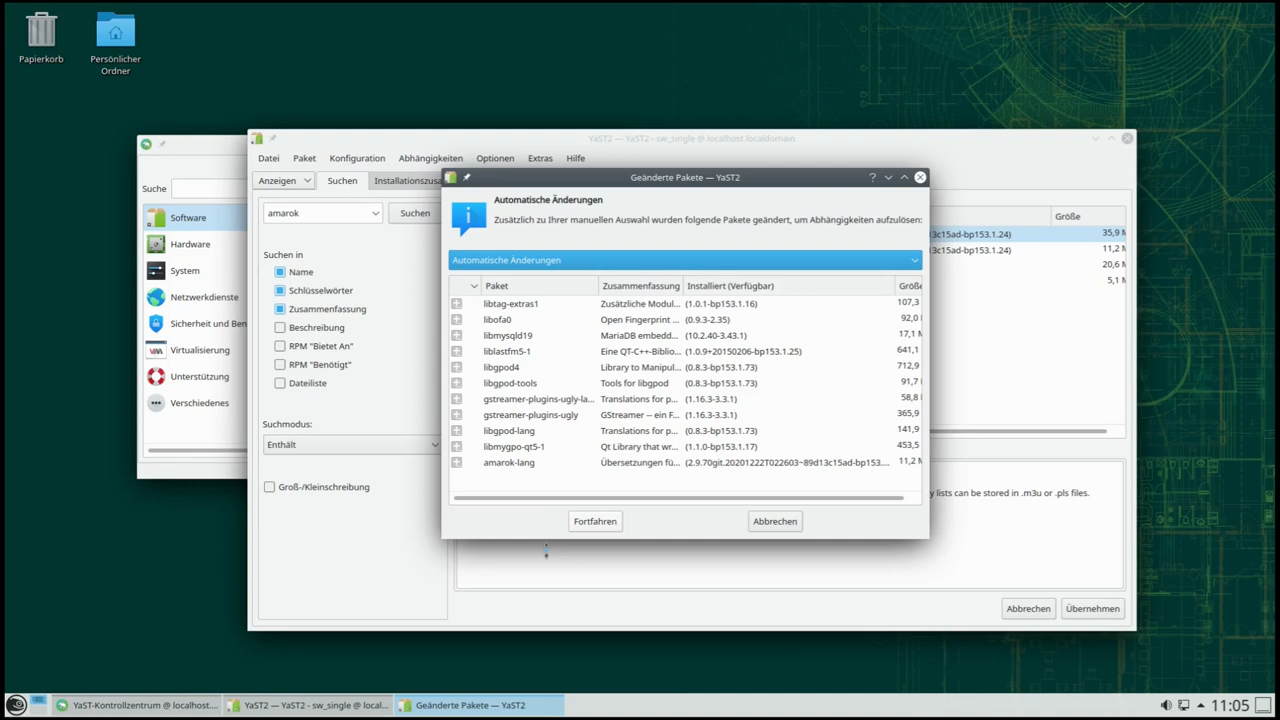 Papierkorb
Persönlicher
Ordner
YaST2 — YaST2 - sw_single @ localhost.localdomain
Datei Paket Konfiguration Abhängigkeiten Optionen Extras Hilfe
Suche
Anzeigen Suchen
amarok Suchen
Größe
Software
Hardware
System
Netzwerkdienste
Virtualisierung
Unterstützung
Verschiedenes
Suchen in
Name
Schlüsselwörter
Zusammenfassung
Beschreibung
RPM "Bietet An"
RPM "Benötigt"
Dateiliste
Suchmodus:
Enthält
Groß-/Kleinschreibung
13c15ad-bp153.1.24) 35,9 M
13c15ad-bp153.1.24) 11,2 M
20,6 M
5,1 M
Geänderte Pakete — YaST2
Automatische Änderungen
Zusätzlich zu Ihrer manuellen Auswahl wurden folgende Pakete geändert, um Abhängigkeiten aufzulösen:
Automatische Änderungen
Paket Zusammenfassung Installiert (Verfügbar) Größe
libtag-extras1 Zusätzliche Modul... (1.0.1-bp153.1.16) 107,3
libofa0 Open Fingerprint ... (0.9.3-2.35) 92,0
libmysqld19 MariaDB embedd... (10.2.40-3.43.1) 17,1 M
liblastfm5-1 Eine QT-C++-Biblio... (1.0.9+20150206-bp153.1.25) 641,1
libgpod4 Library to Manipul... (0.8.3-bp153.1.73) 712,9
libgpod-tools Tools for libgpod (0.8.3-bp153.1.73) 91,7
gstreamer-plugins-ugly-la... Translations for p... (1.16.3-3.3.1) 58,8
gstreamer-plugins-ugly GStreamer -- ein F... (1.16.3-3.3.1) 365,9
libgpod-lang Translations for p... (0.8.3-bp153.1.73) 141,9
libmygpo-qt5-1 Qt Library that wr... (1.1.0-bp153.1.17) 453,5
amarok-lang Übersetzungen fü... (2.9.70git.20201222T022603~89d13c15ad-bp153.... 11,2 M
Fortfahren Abbrechen
y lists can be stored in .m3u or .pls files.
Abbrechen Übernehmen
YaST-Kontrollzentrum @ localhost.... YaST2 — YaST2 - sw_single @ local... Geänderte Pakete — YaST2 11:05